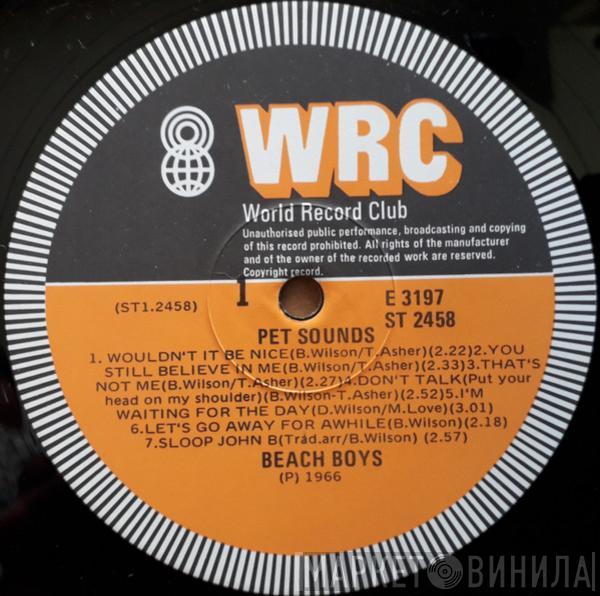 WRC
World Record Club
Unauthorised public performance, broadcasting and copying
of this record prohibited. All rights of the manufacturer
and of the owner of the recorded work are reserved.
Copyright record.
(ST1.2458)
1
E 3197
ST 2458
PET SOUNDS
1. WOULDN'T IT BE NICE(B.Wilson/T.Asher)(2.22)2.YOU
STILL BELIEVE IN ME(B.Wilson/T.Asher)(2.33)3.THAT'S
NOT ME(B.Wilson/T.Asher)(2.27)4.DON'T TALK(Put your
head on my shoulder)(B.Wilson-T.Asher)(2.52)5.I'M
WAITING FOR THE DAY(D.Wilson/M.Love)(3.01)
6.LET'S GO AWAY FOR AWHILE(B.Wilson)(2.18)
7.SLOOP JOHN B(Trád.arr/B.Wilson) (2.57)
BEACH BOYS
(P) 1966
МАРКЕТ ВИНИЛА